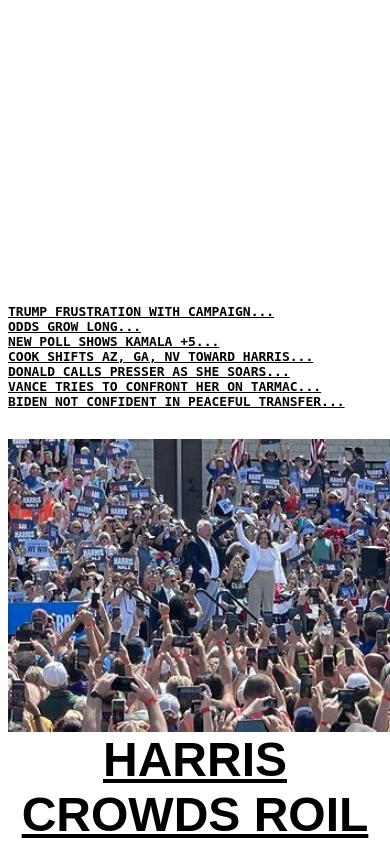 TRUMP FRUSTRATION WITH CAMPAIGN...
ODDS GROW LONG...
NEW POLL SHOWS KAMALA +5...
COOK SHIFTS AZ, GA, NV TOWARD HARRIS...
DONALD CALLS PRESSER AS SHE SOARS...
VANCE TRIES TO CONFRONT HER ON TARMAC...
BIDEN NOT CONFIDENT IN PEACEFUL TRANSFER...
HARRIS
WALZ
HARRIS
CROWDS ROIL